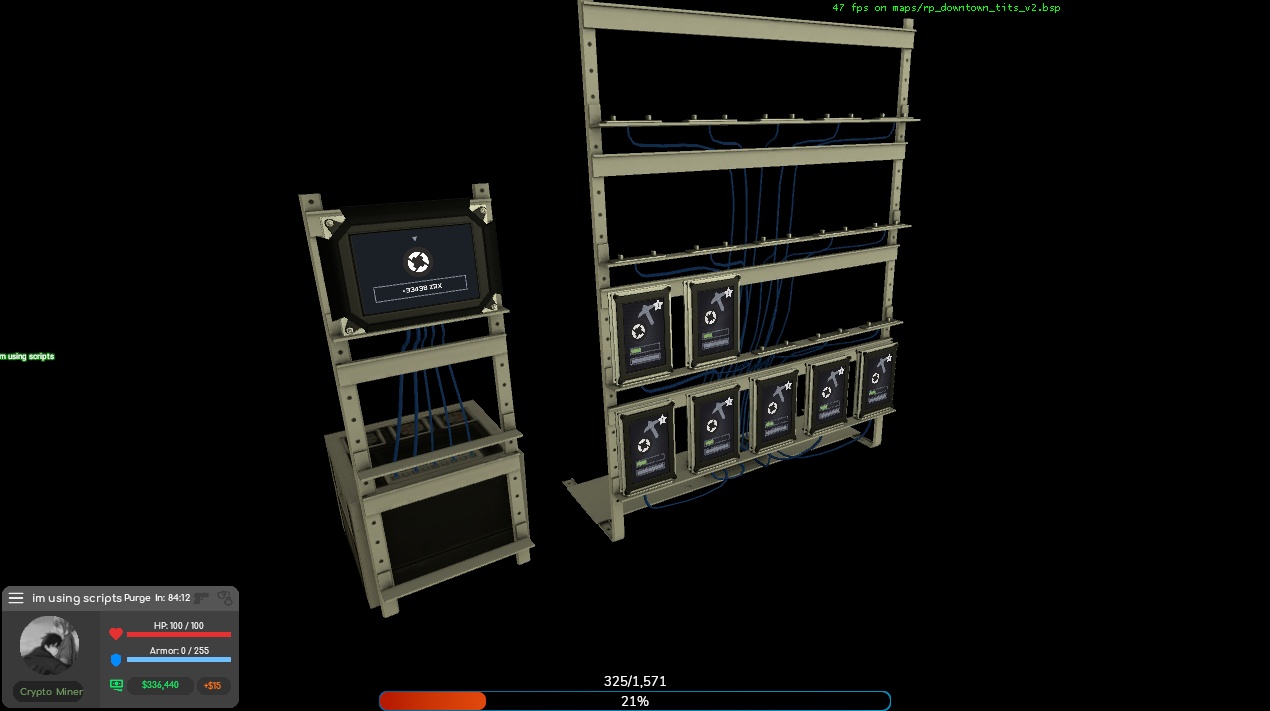 47 fps on maps/rp_downtown_tits_v2.bsp
m using scripts
im using scripts Purge In: 84:12
HP: 100 / 100
Armor: 0 / 255
Crypto Miner
$336,440
+$15
325/1,571
21%